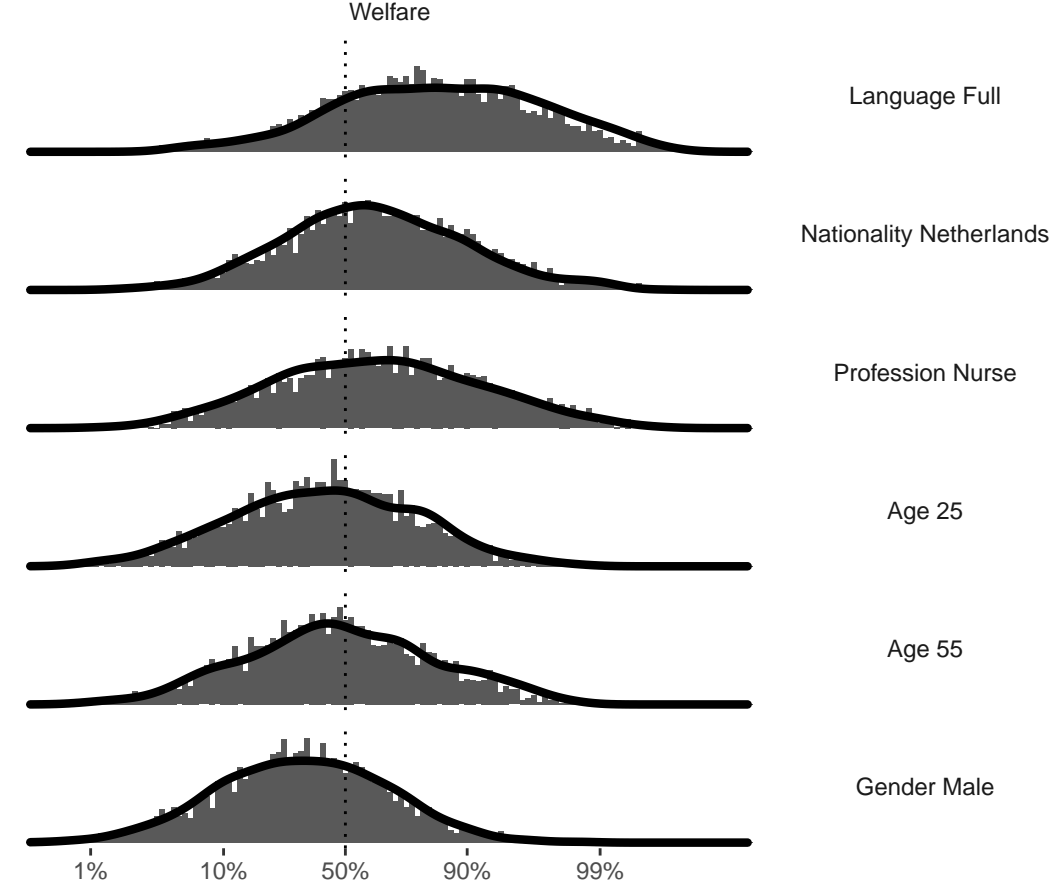 Welfare
Language Full
Nationality Netherlands
Profession Nurse
Age 25
Age 55
Gender Male
1% 10% 50% 90% 99%